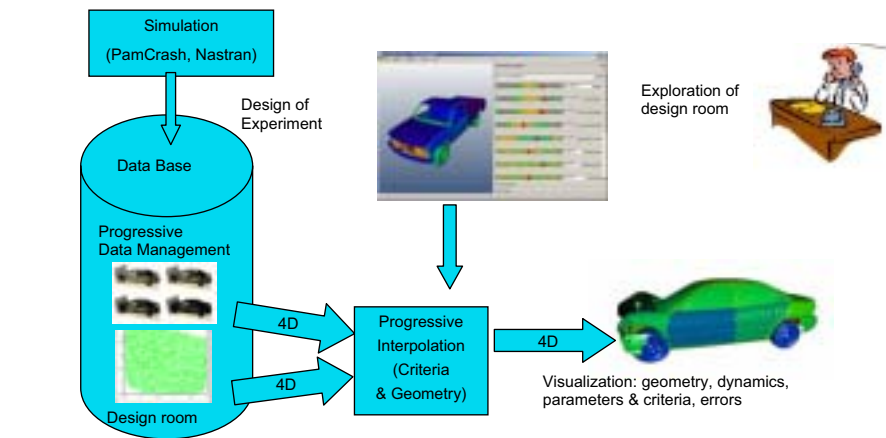 Simulation
(PamCrash, Nastran)
Design of
Experiment
Data Base
Progressive
Data Management
Design room
4D
4D
Progressive
Interpolation
(Criteria
& Geometry)
4D
Exploration of
design room
Visualization: geometry, dynamics,
parameters & criteria, errors